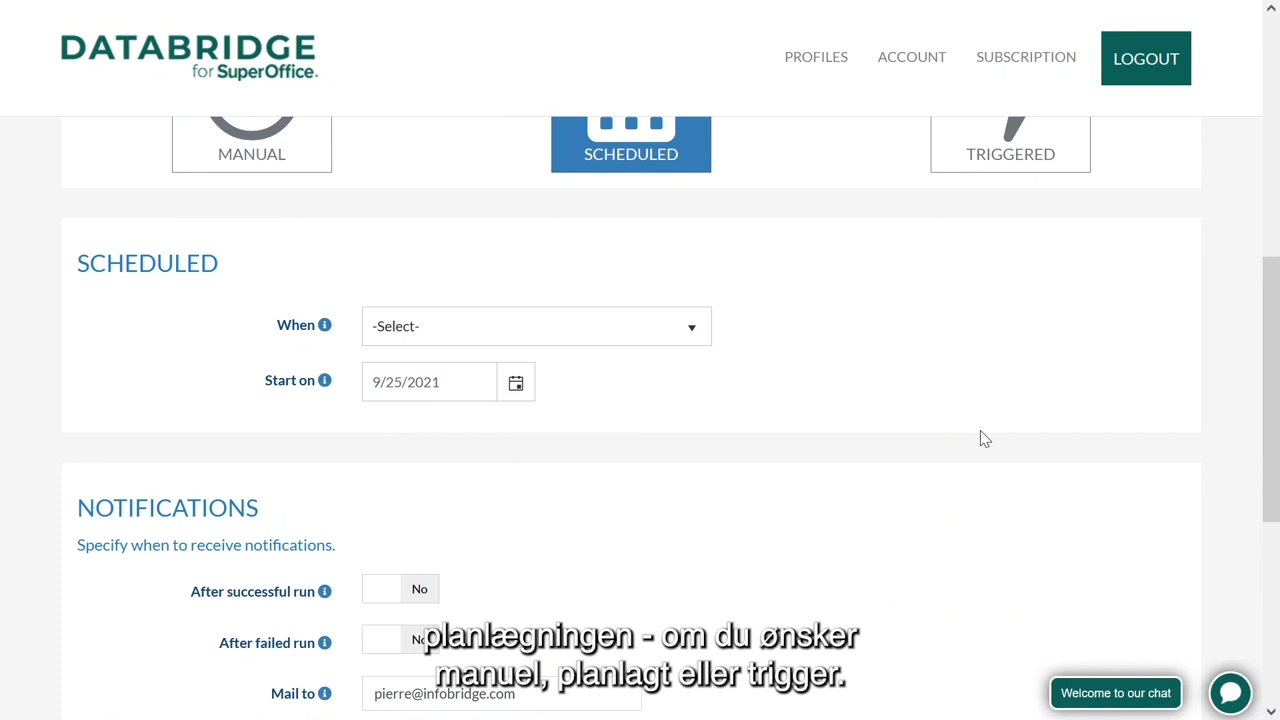 DATABRIDGE
for SuperOffice.
PROFILES
ACCOUNT
SUBSCRIPTION
LOGOUT
MANUAL
SCHEDULED
TRIGGERED
SCHEDULED
When
-Select-
Start on
9/25/2021
NOTIFICATIONS
Specify when to receive notifications.
After successful run
No
After failed run
No
Mail to
pierre@infobridge.com
planlægningen - om du ønsker
manuel, planlagt eller trigger.
Welcome to our chat